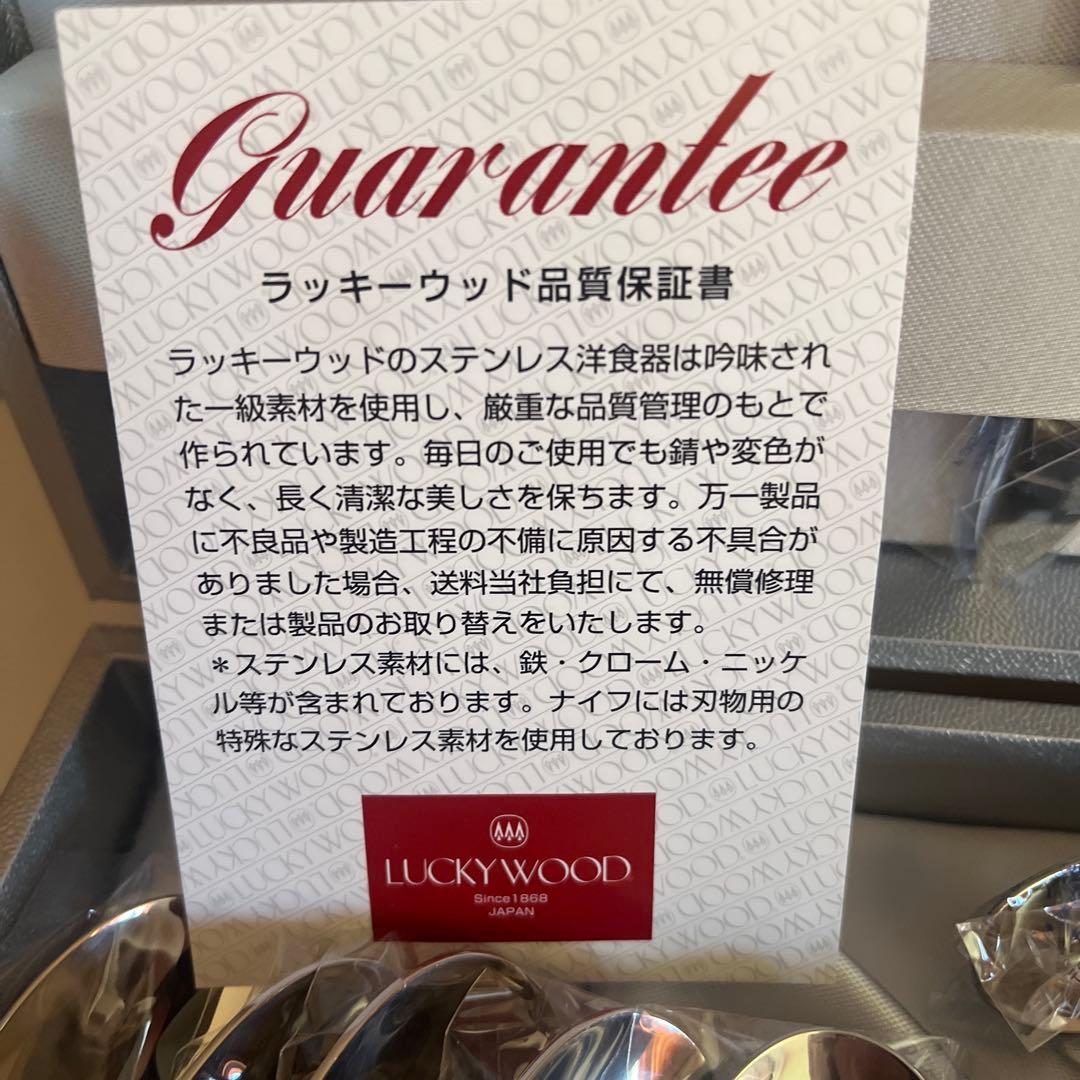 Guarantee
ラッキーウッド品質保証書
ラッキーウッドのステンレス洋食器は吟味され
た一級素材を使用し、厳重な品質管理のもとで
作られています。毎日のご使用でも錆や変色が
なく、長く清潔な美しさを保ちます。万一製品
に不良品や製造工程の不備に原因する不具合が
ありました場合、送料当社負担にて、無償修理
または製品のお取り替えをいたします。
＊ステンレス素材には、鉄・クローム・ニッケ
ル等が含まれております。ナイフには刃物用の
特殊なステンレス素材を使用しております。
LUCKYWOOD
Since1868
JAPAN